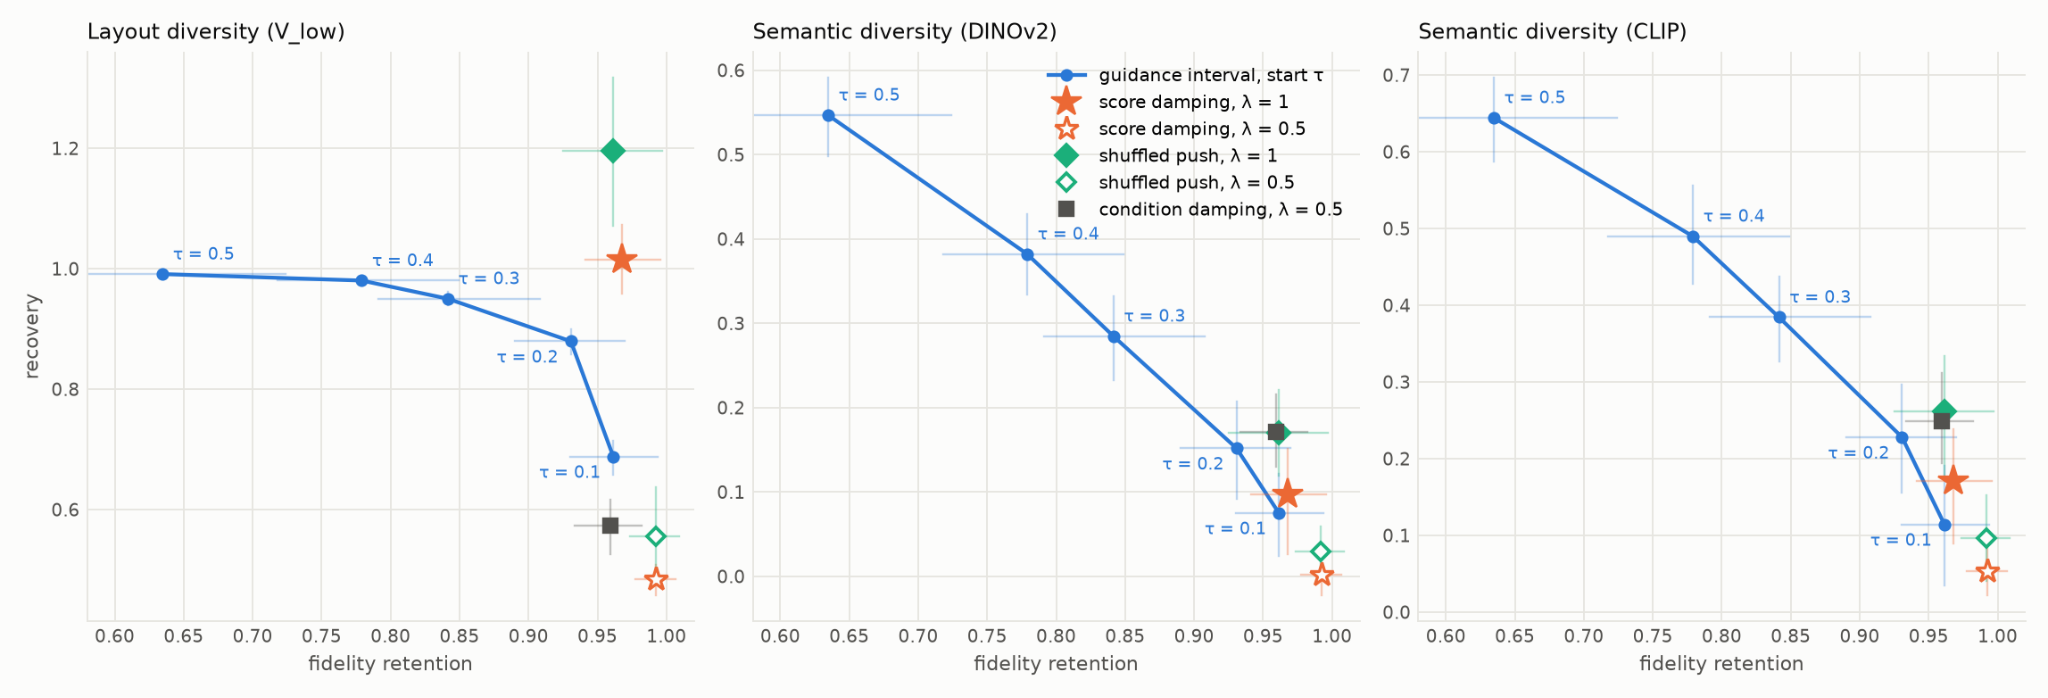 Layout diversity (V_low)
recovery
1.2
1.0
0.8
0.6
τ = 0.5
τ = 0.4
τ = 0.3
τ = 0.2
τ = 0.1
0.60 0.65 0.70 0.75 0.80 0.85 0.90 0.95 1.00
fidelity retention
Semantic diversity (DINOv2)
0.6
0.5
0.4
0.3
0.2
0.1
0.0
τ = 0.5
τ = 0.4
τ = 0.3
τ = 0.2
τ = 0.1
guidance interval, start τ
score damping, λ = 1
score damping, λ = 0.5
shuffled push, λ = 1
shuffled push, λ = 0.5
condition damping, λ = 0.5
0.60 0.65 0.70 0.75 0.80 0.85 0.90 0.95 1.00
fidelity retention
Semantic diversity (CLIP)
0.7
0.6
0.5
0.4
0.3
0.2
0.1
0.0
τ = 0.5
τ = 0.4
τ = 0.3
τ = 0.2
τ = 0.1
0.60 0.65 0.70 0.75 0.80 0.85 0.90 0.95 1.00
fidelity retention